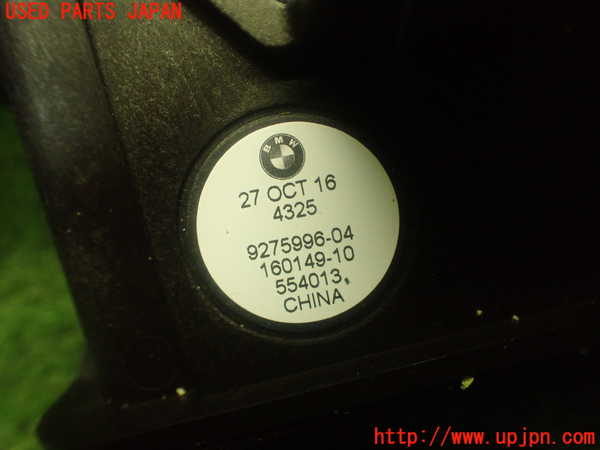 USED PARTS JAPAN
BMW
27 OCT 16
4325
9275996-04
160149-10
554013
CHINA
http://www.upjpn.com